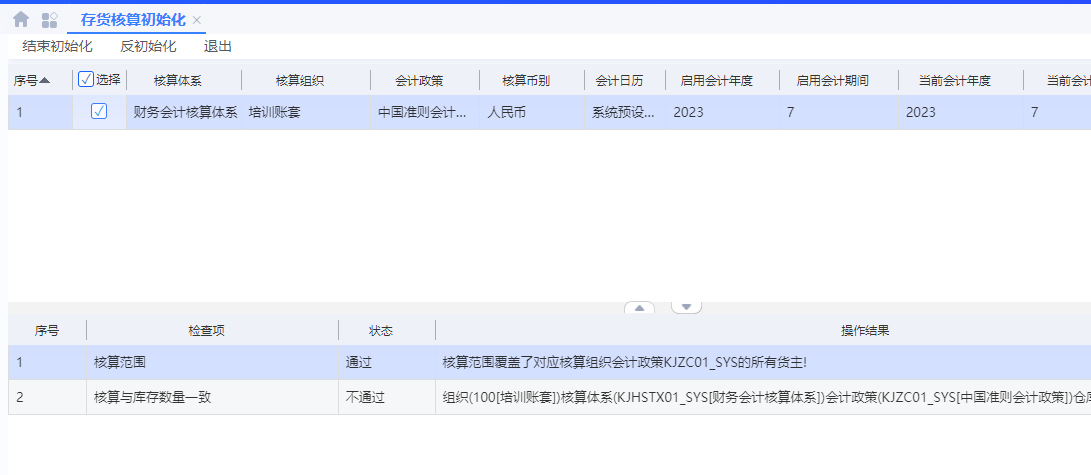 存货核算初始化
结束初始化 反初始化 退出
序号 选择 核算体系 核算组织 会计政策 核算币别 会计日历 启用会计年度 启用会计期间 当前会计年度 当前会计
1 财务会计核算体系 培训账套 中国准则会计... 人民币 系统预设... 2023 7 2023 7
序号 检查项 状态 操作结果
1 核算范围 通过 核算范围覆盖了对应核算组织会计政策KJZC01_SYS的所有货主!
2 核算与库存数量一致 不通过 组织(100[培训账套])核算体系(KJHSTX01_SYS[财务会计核算体系])会计政策(KJZC01_SYS[中国准则会计政策])仓库